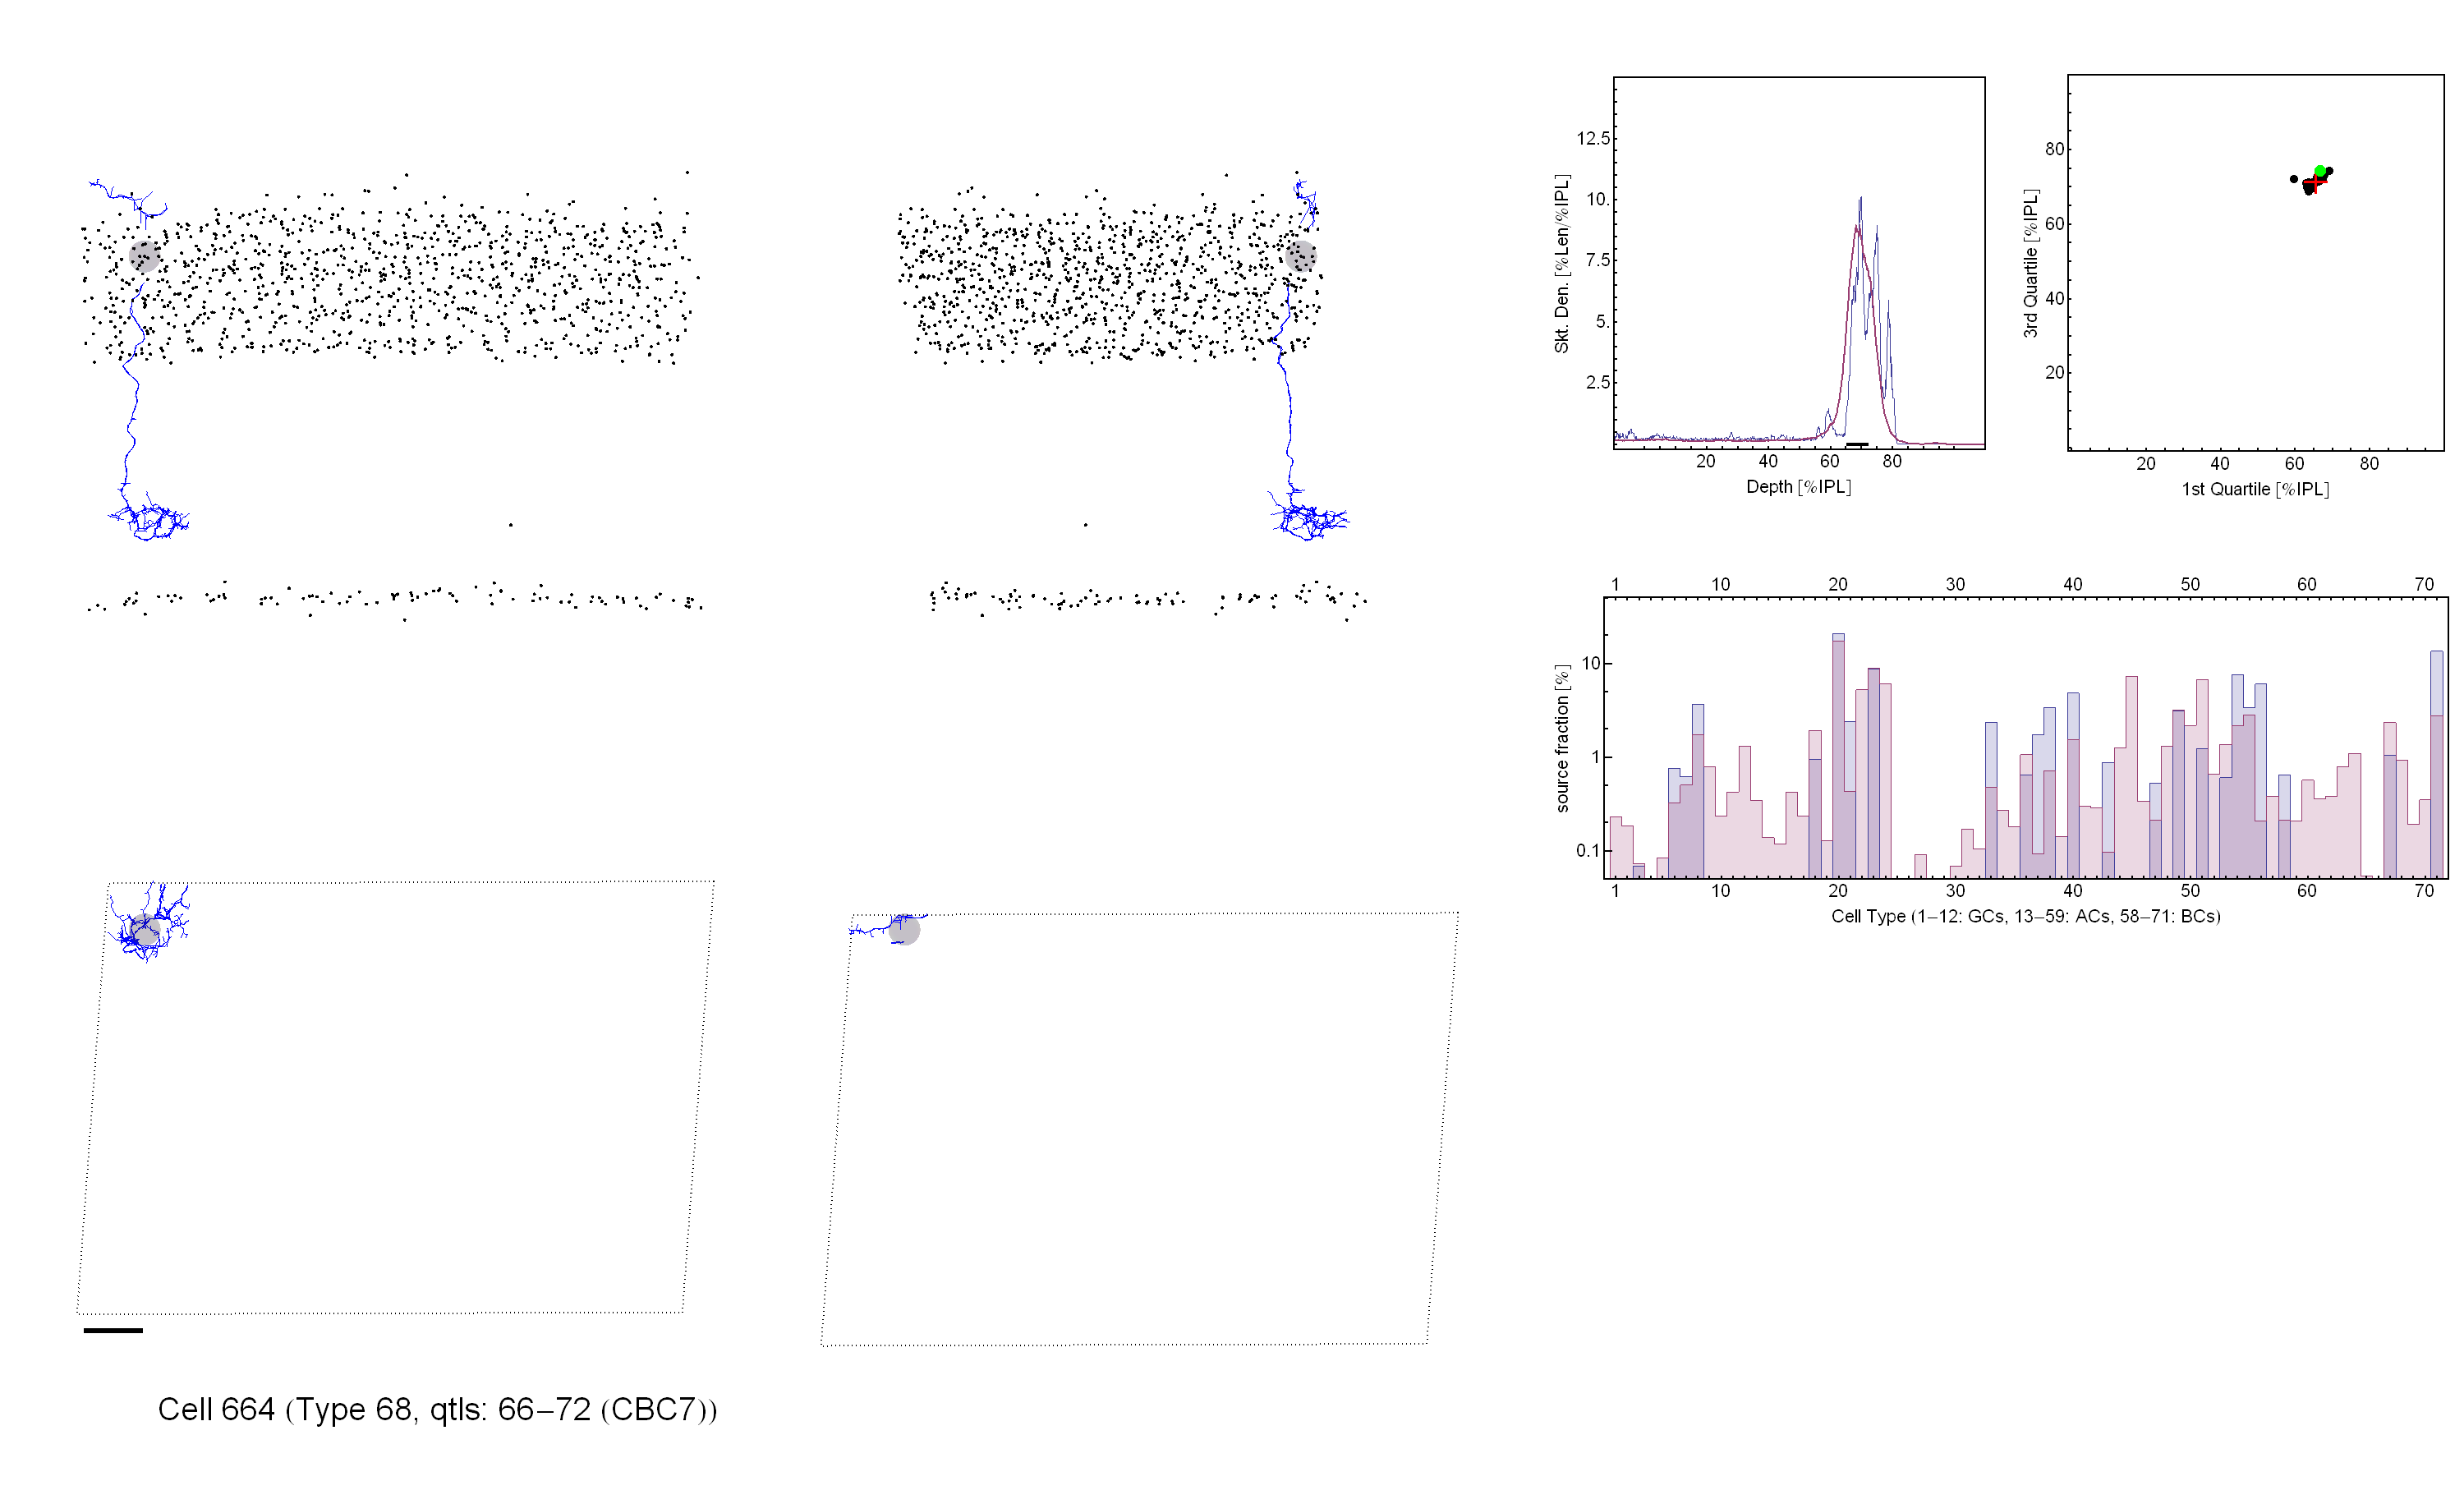 12.5
10.
7.5
5.
2.5
Skt. Den. [%Len/%IPL]
20 40 60 80
Depth [%IPL]
80
60
40
20
3rd Quartile [%IPL]
20 40 60 80
1st Quartile [%IPL]
1 10 20 30 40 50 60 70
10
1
0.1
source fraction [%]
1 10 20 30 40 50 60 70
Cell Type (1−12: GCs, 13−59: ACs, 58−71: BCs)
Cell 664 (Type 68, qtls: 66−72 (CBC7))